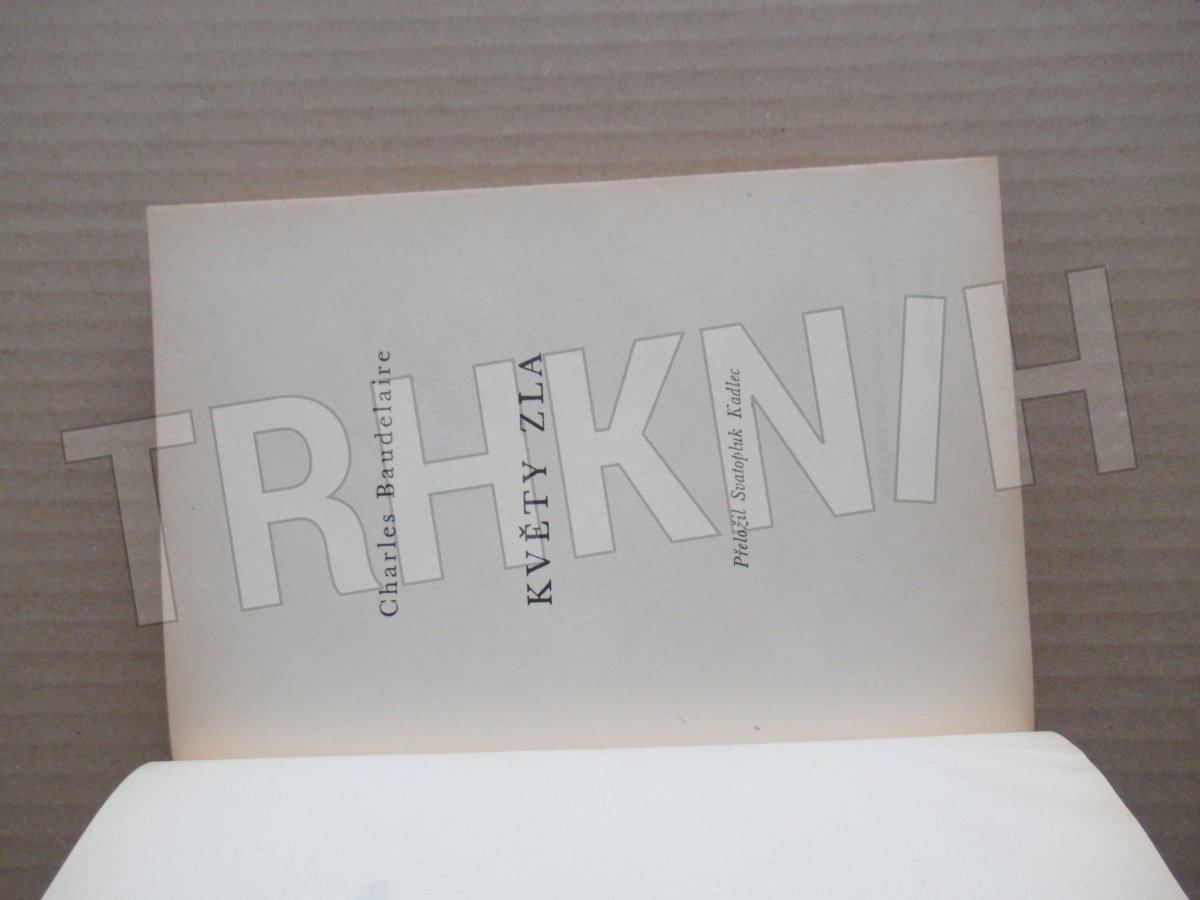 Charles Baudelaire
KVĚTY ZLA
Přeložil Svatopluk Kadlec
TRHKNIH